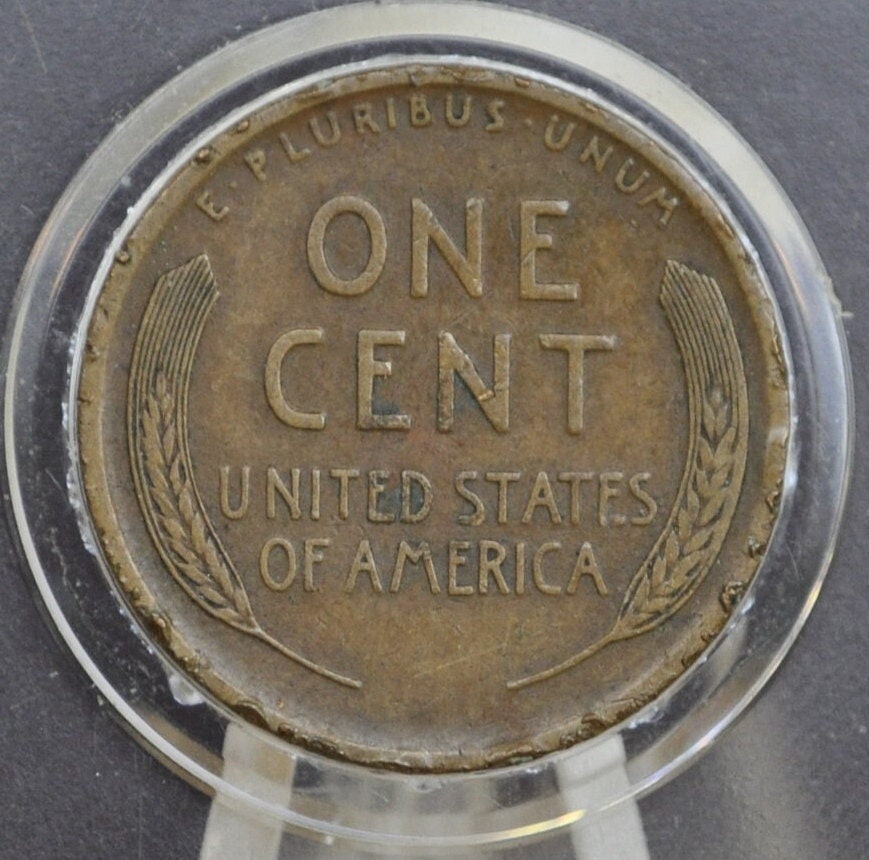 E · PLURIBUS · UNUM
ONE
CENT
UNITED STATES
OF AMERICA